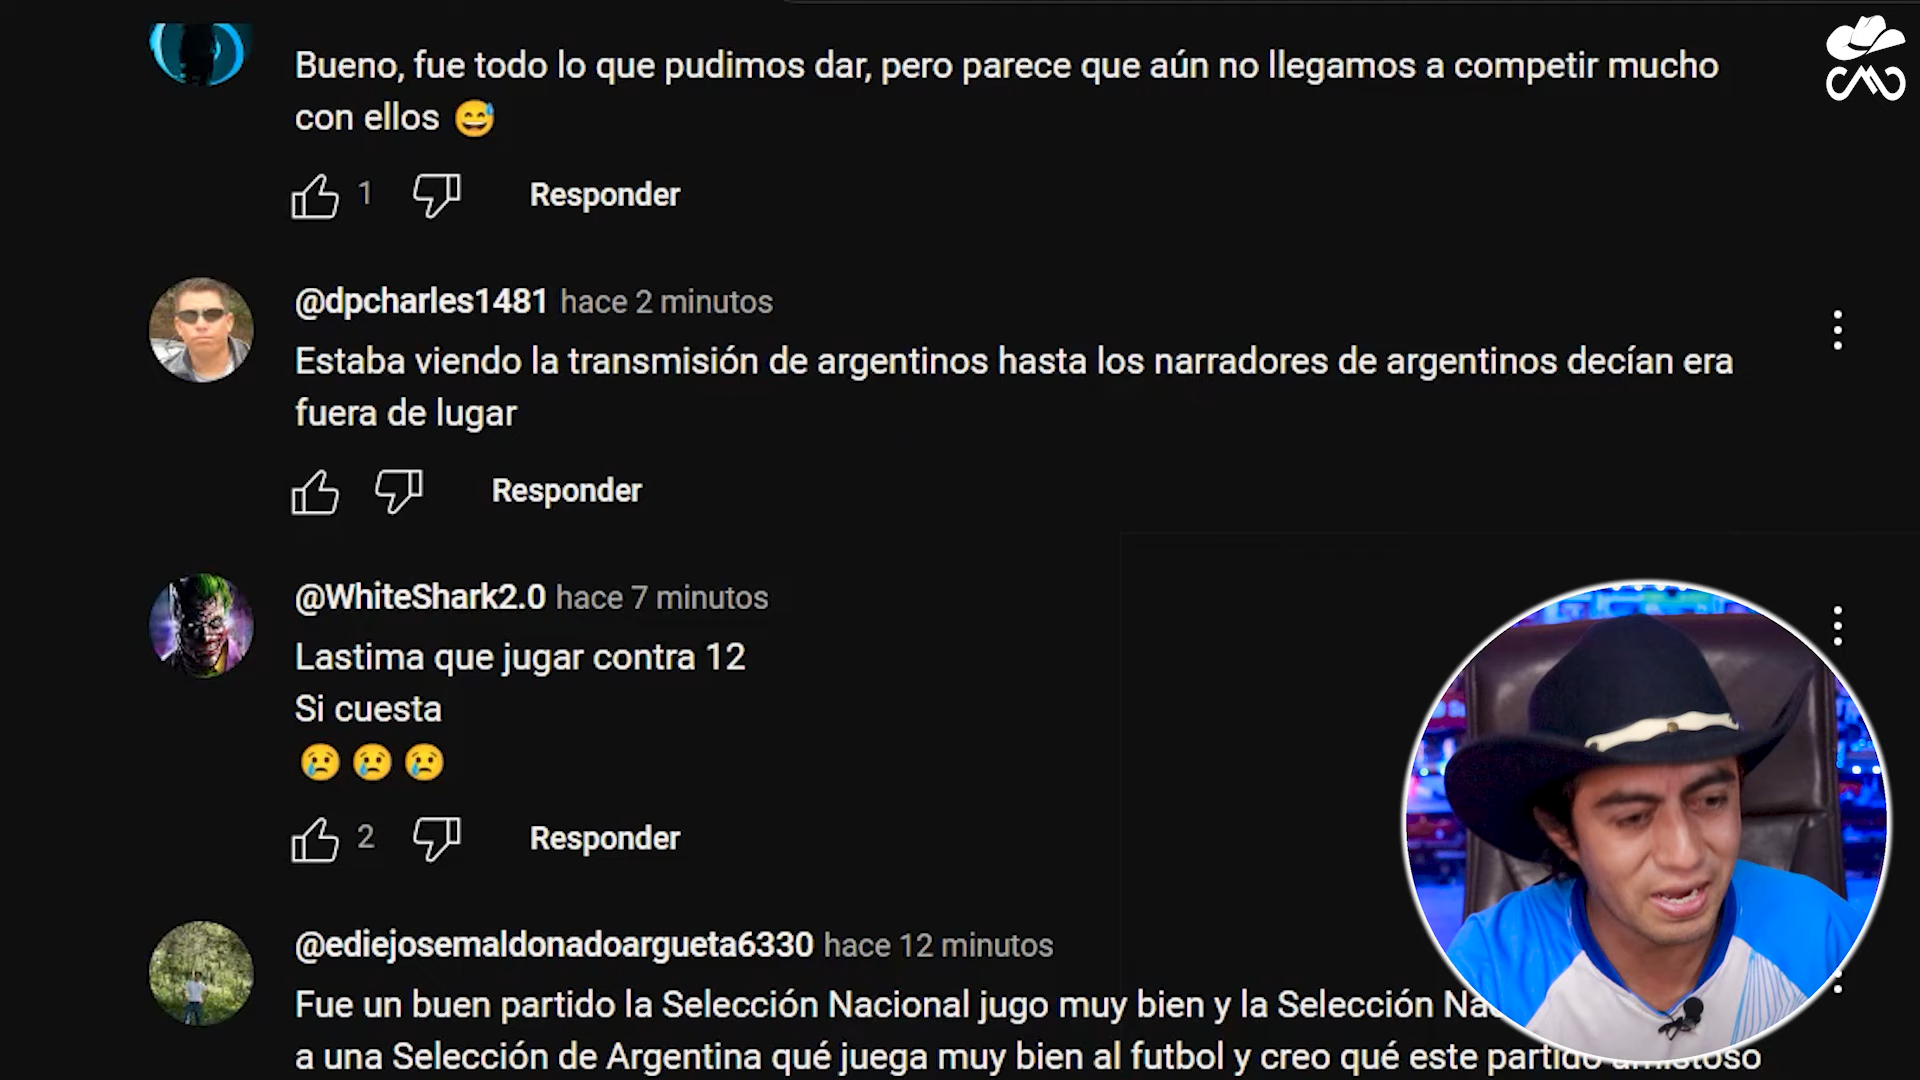 Bueno, fue todo lo que pudimos dar, pero parece que aún no llegamos a competir mucho
con ellos 😅
1 Responder
@dpcharles1481 hace 2 minutos
Estaba viendo la transmisión de argentinos hasta los narradores de argentinos decían era
fuera de lugar
Responder
@WhiteShark2.0 hace 7 minutos
Lastima que jugar contra 12
Si cuesta
😢 😢 😢
2 Responder
@ediejosemaldonadoargueta6330 hace 12 minutos
Fue un buen partido la Selección Nacional jugo muy bien y la Selección
a una Selección de Argentina qué juega muy bien al futbol y creo qué este partido amistoso